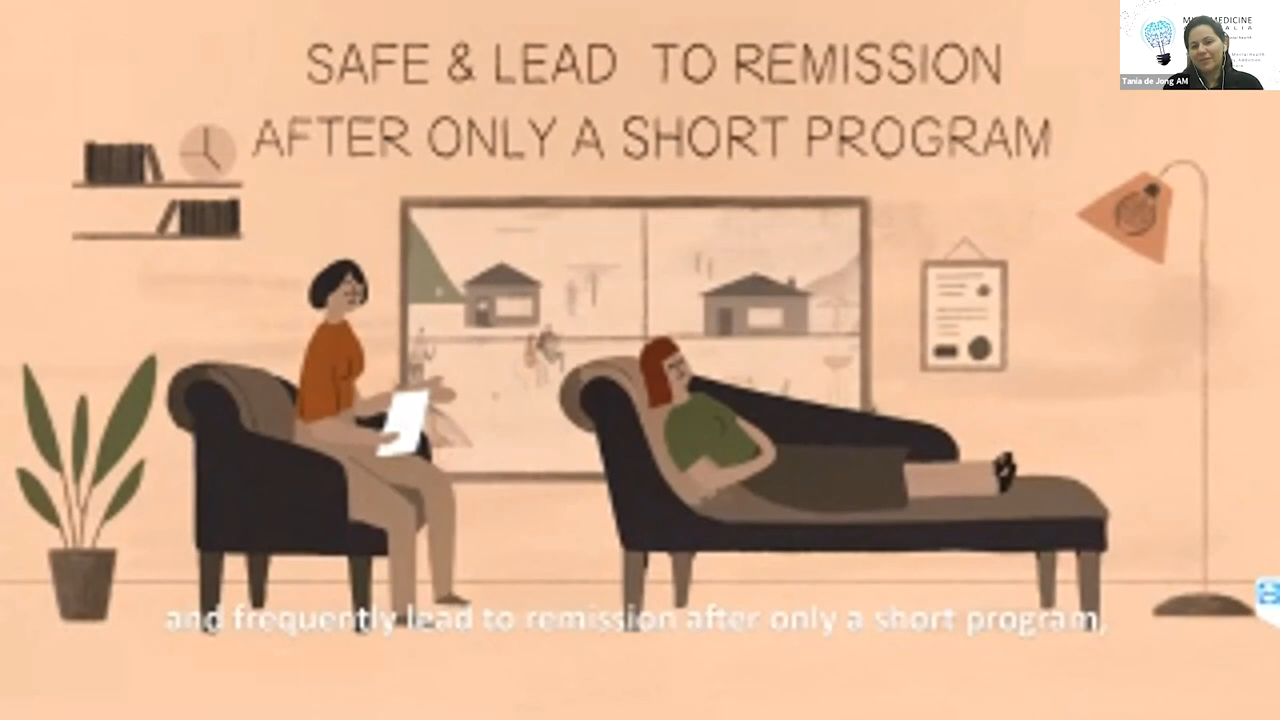 SAFE & LEAD TO REMISSION
AFTER ONLY A SHORT PROGRAM
and frequently lead to remission after only a short program,
MEDICINE
Tania de Jong AM